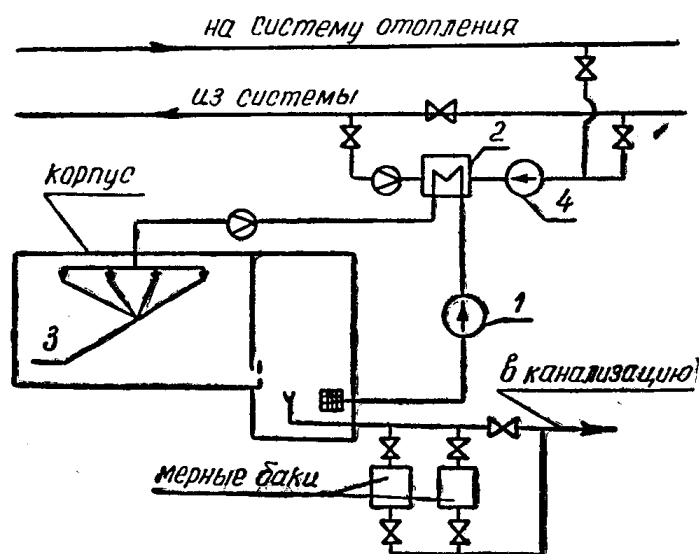 на систему отопления
из системы
2
корпус
4
1
3
в канализацию
мерные баки